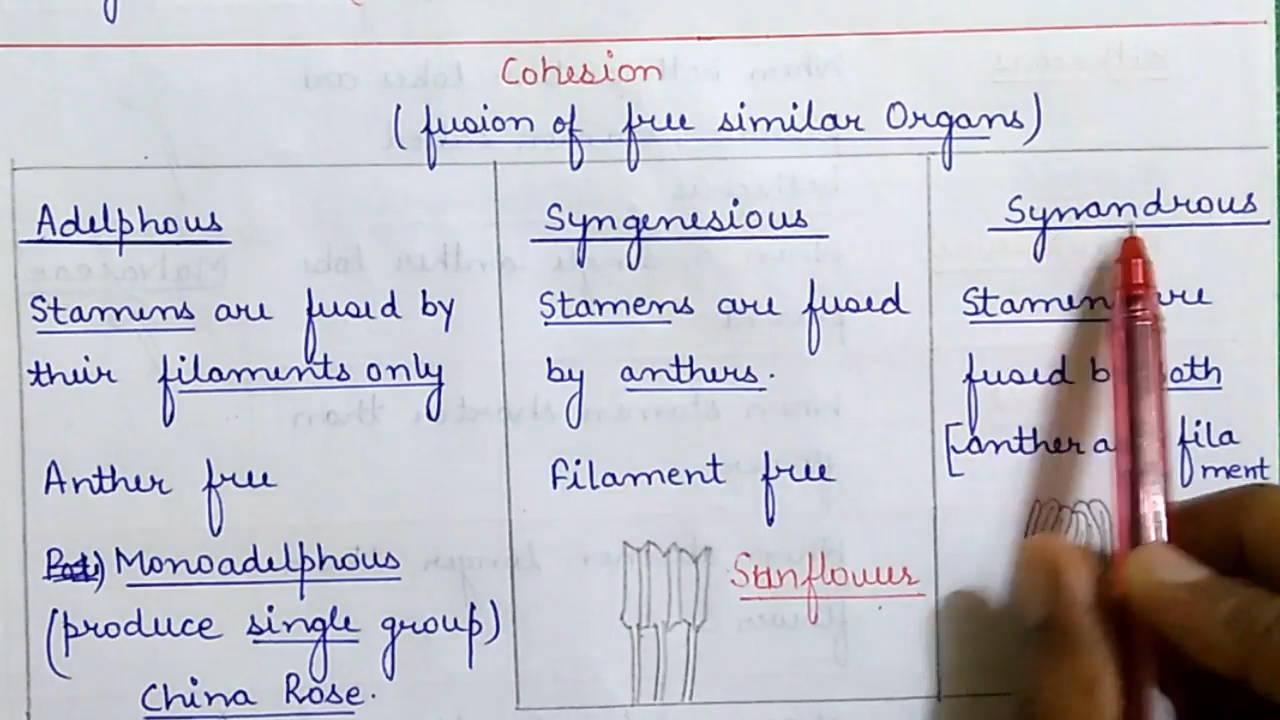 Cohesion
(fusion of free similar Organs)
Adelphous
Stamens are fused by
their filaments only
Anther free
Monoadelphous
(produce single group)
China Rose.
Syngenesious
Stamens are fused
by anthers.
filament free
Sunflower
Synandrous
Stamen
fused
[anther fila
ment